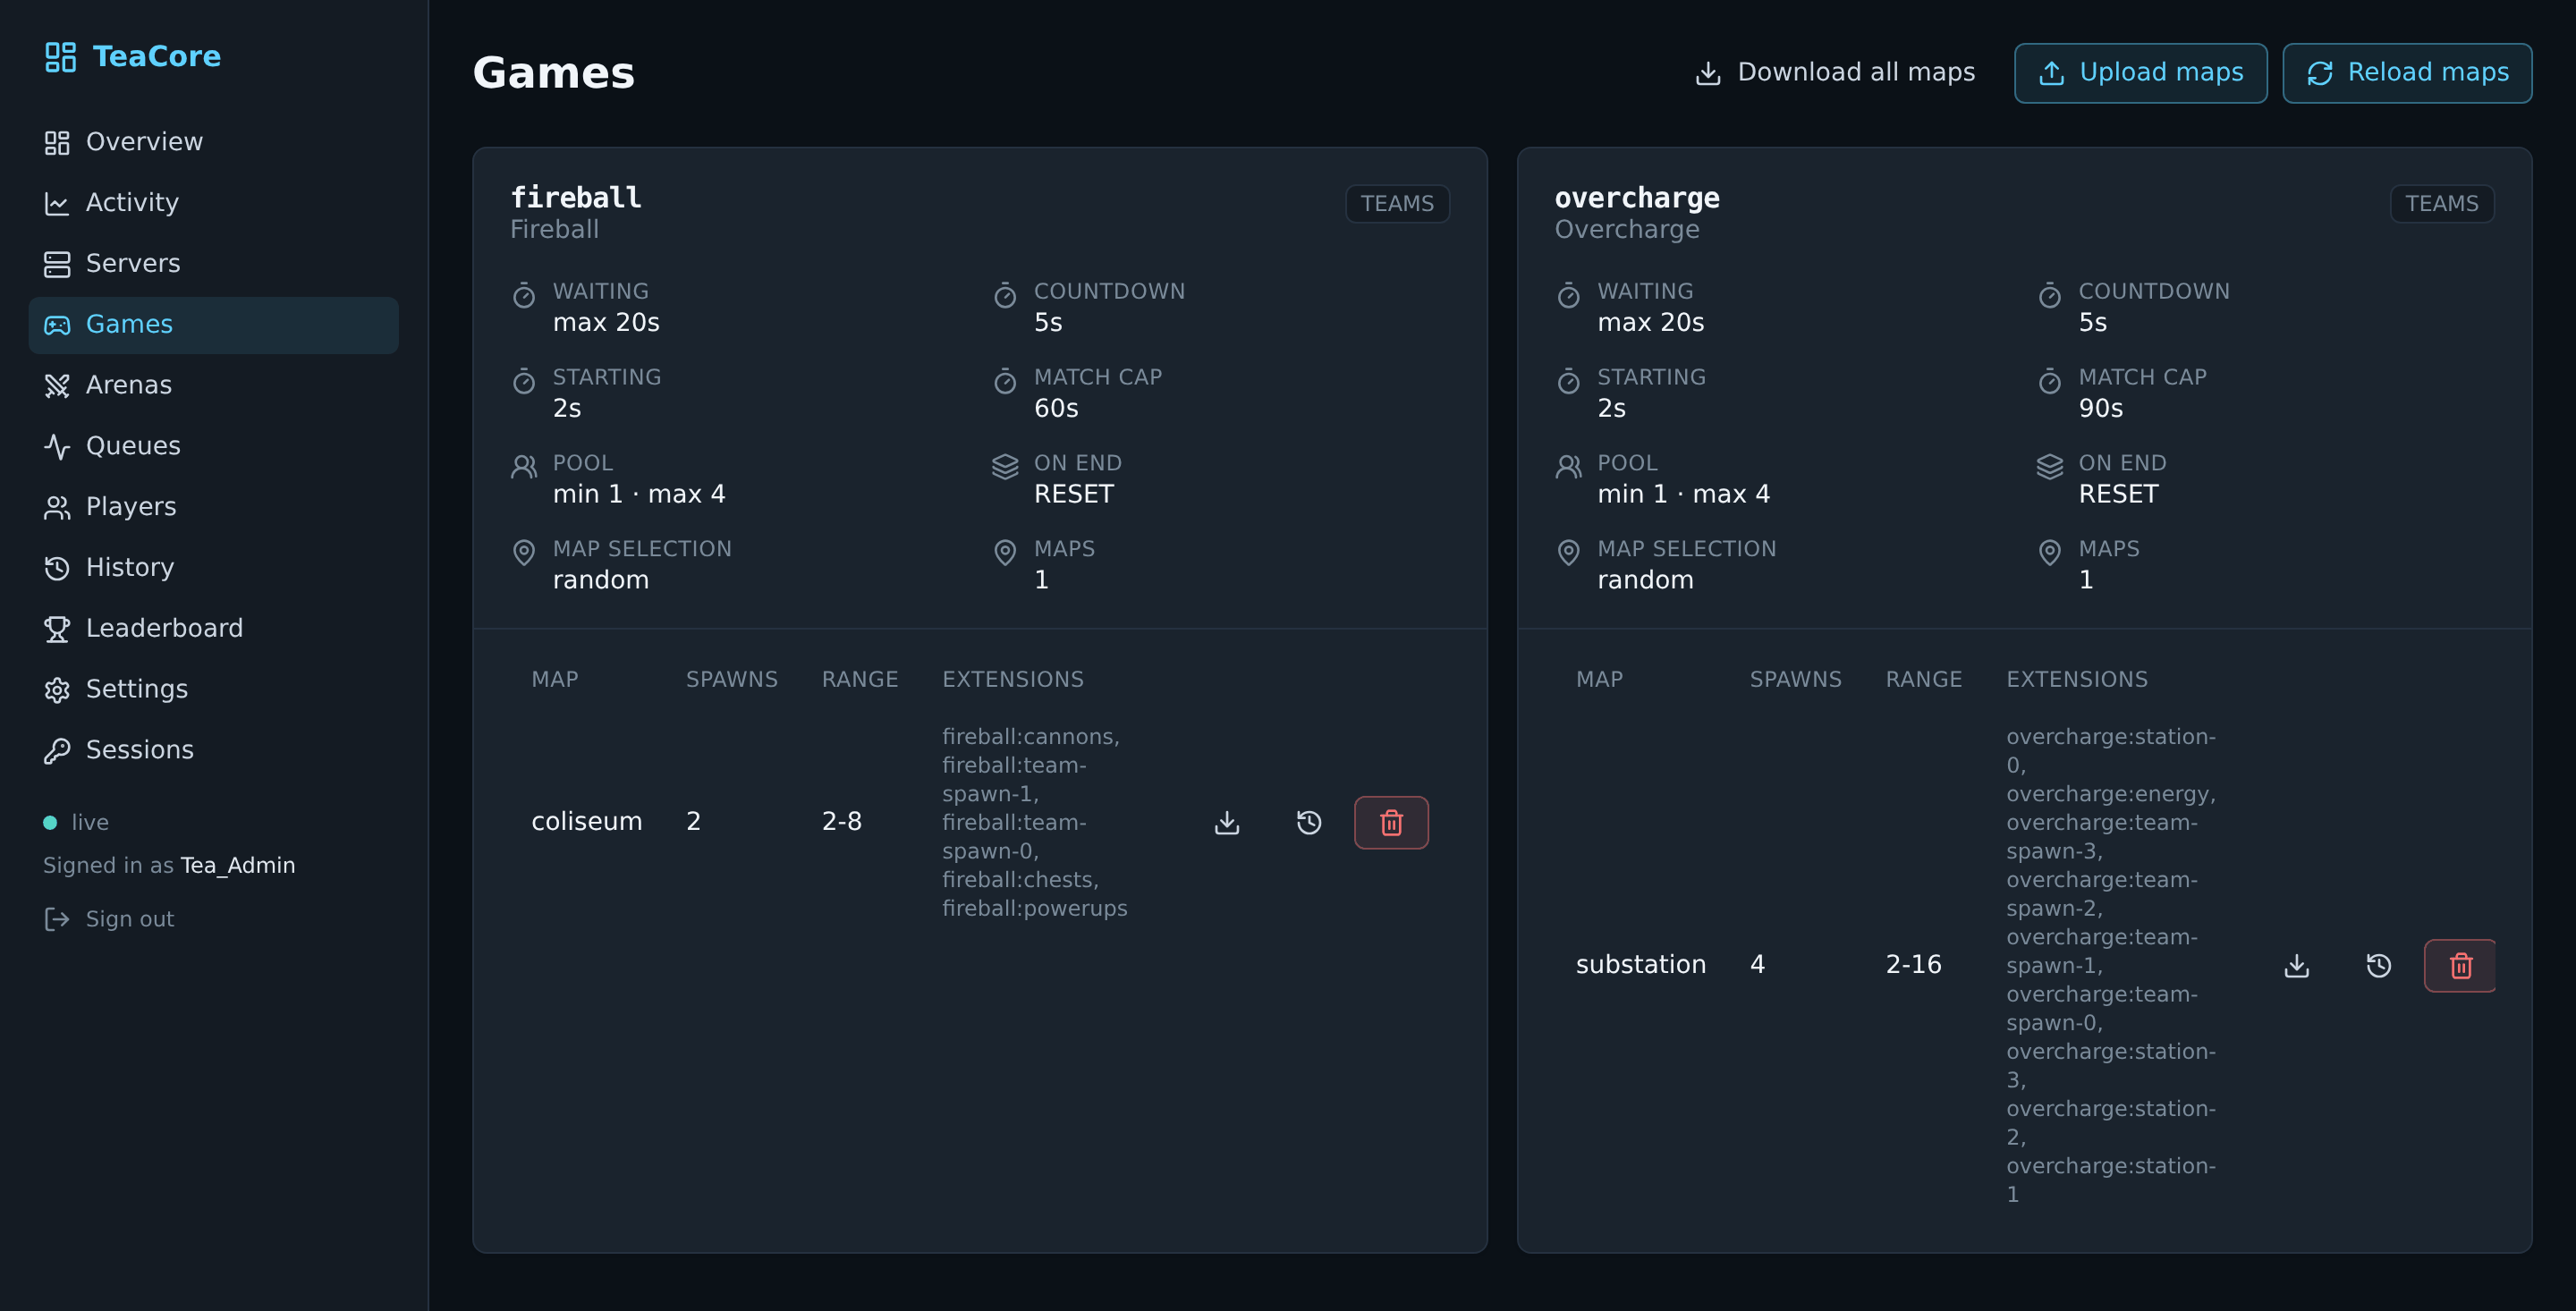 TeaCore
Overview
Activity
Servers
Games
Arenas
Queues
Players
History
Leaderboard
Settings
Sessions
live
Signed in as Tea_Admin
Sign out
Games
Download all maps
Upload maps
Reload maps
fireball
Fireball
TEAMS
WAITING
max 20s
COUNTDOWN
5s
STARTING
2s
MATCH CAP
60s
POOL
min 1 · max 4
ON END
RESET
MAP SELECTION
random
MAPS
1
MAP SPAWNS RANGE EXTENSIONS
coliseum 2 2-8
fireball:cannons,
fireball:team-
spawn-1,
fireball:team-
spawn-0,
fireball:chests,
fireball:powerups
overcharge
Overcharge
TEAMS
WAITING
max 20s
COUNTDOWN
5s
STARTING
2s
MATCH CAP
90s
POOL
min 1 · max 4
ON END
RESET
MAP SELECTION
random
MAPS
1
MAP SPAWNS RANGE EXTENSIONS
substation 4 2-16
overcharge:station-
0,
overcharge:energy,
overcharge:team-
spawn-3,
overcharge:team-
spawn-2,
overcharge:team-
spawn-1,
overcharge:team-
spawn-0,
overcharge:station-
3,
overcharge:station-
2,
overcharge:station-
1